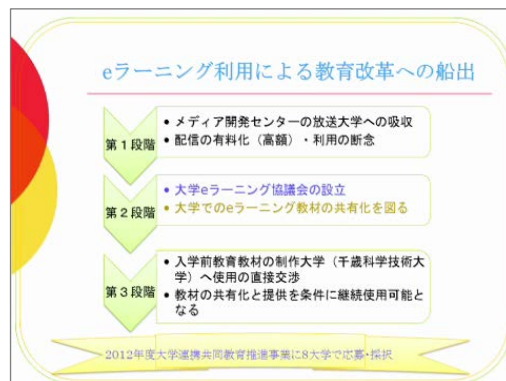 eラーニング利用による教育改革への船出
第1段階
• メディア開発センターの放送大学への吸収
• 配信の有料化（高額）・利用の断念
第2段階
• 大学eラーニング協議会の設立
• 大学でのeラーニング教材の共有化を図る
第3段階
• 入学前教育教材の制作大学（千歳科学技術大
学）へ使用の直接交渉
• 教材の共有化と提供を条件に継続使用可能と
なる
2012年度大学連携共同教育推進事業に8大学で応募・採択